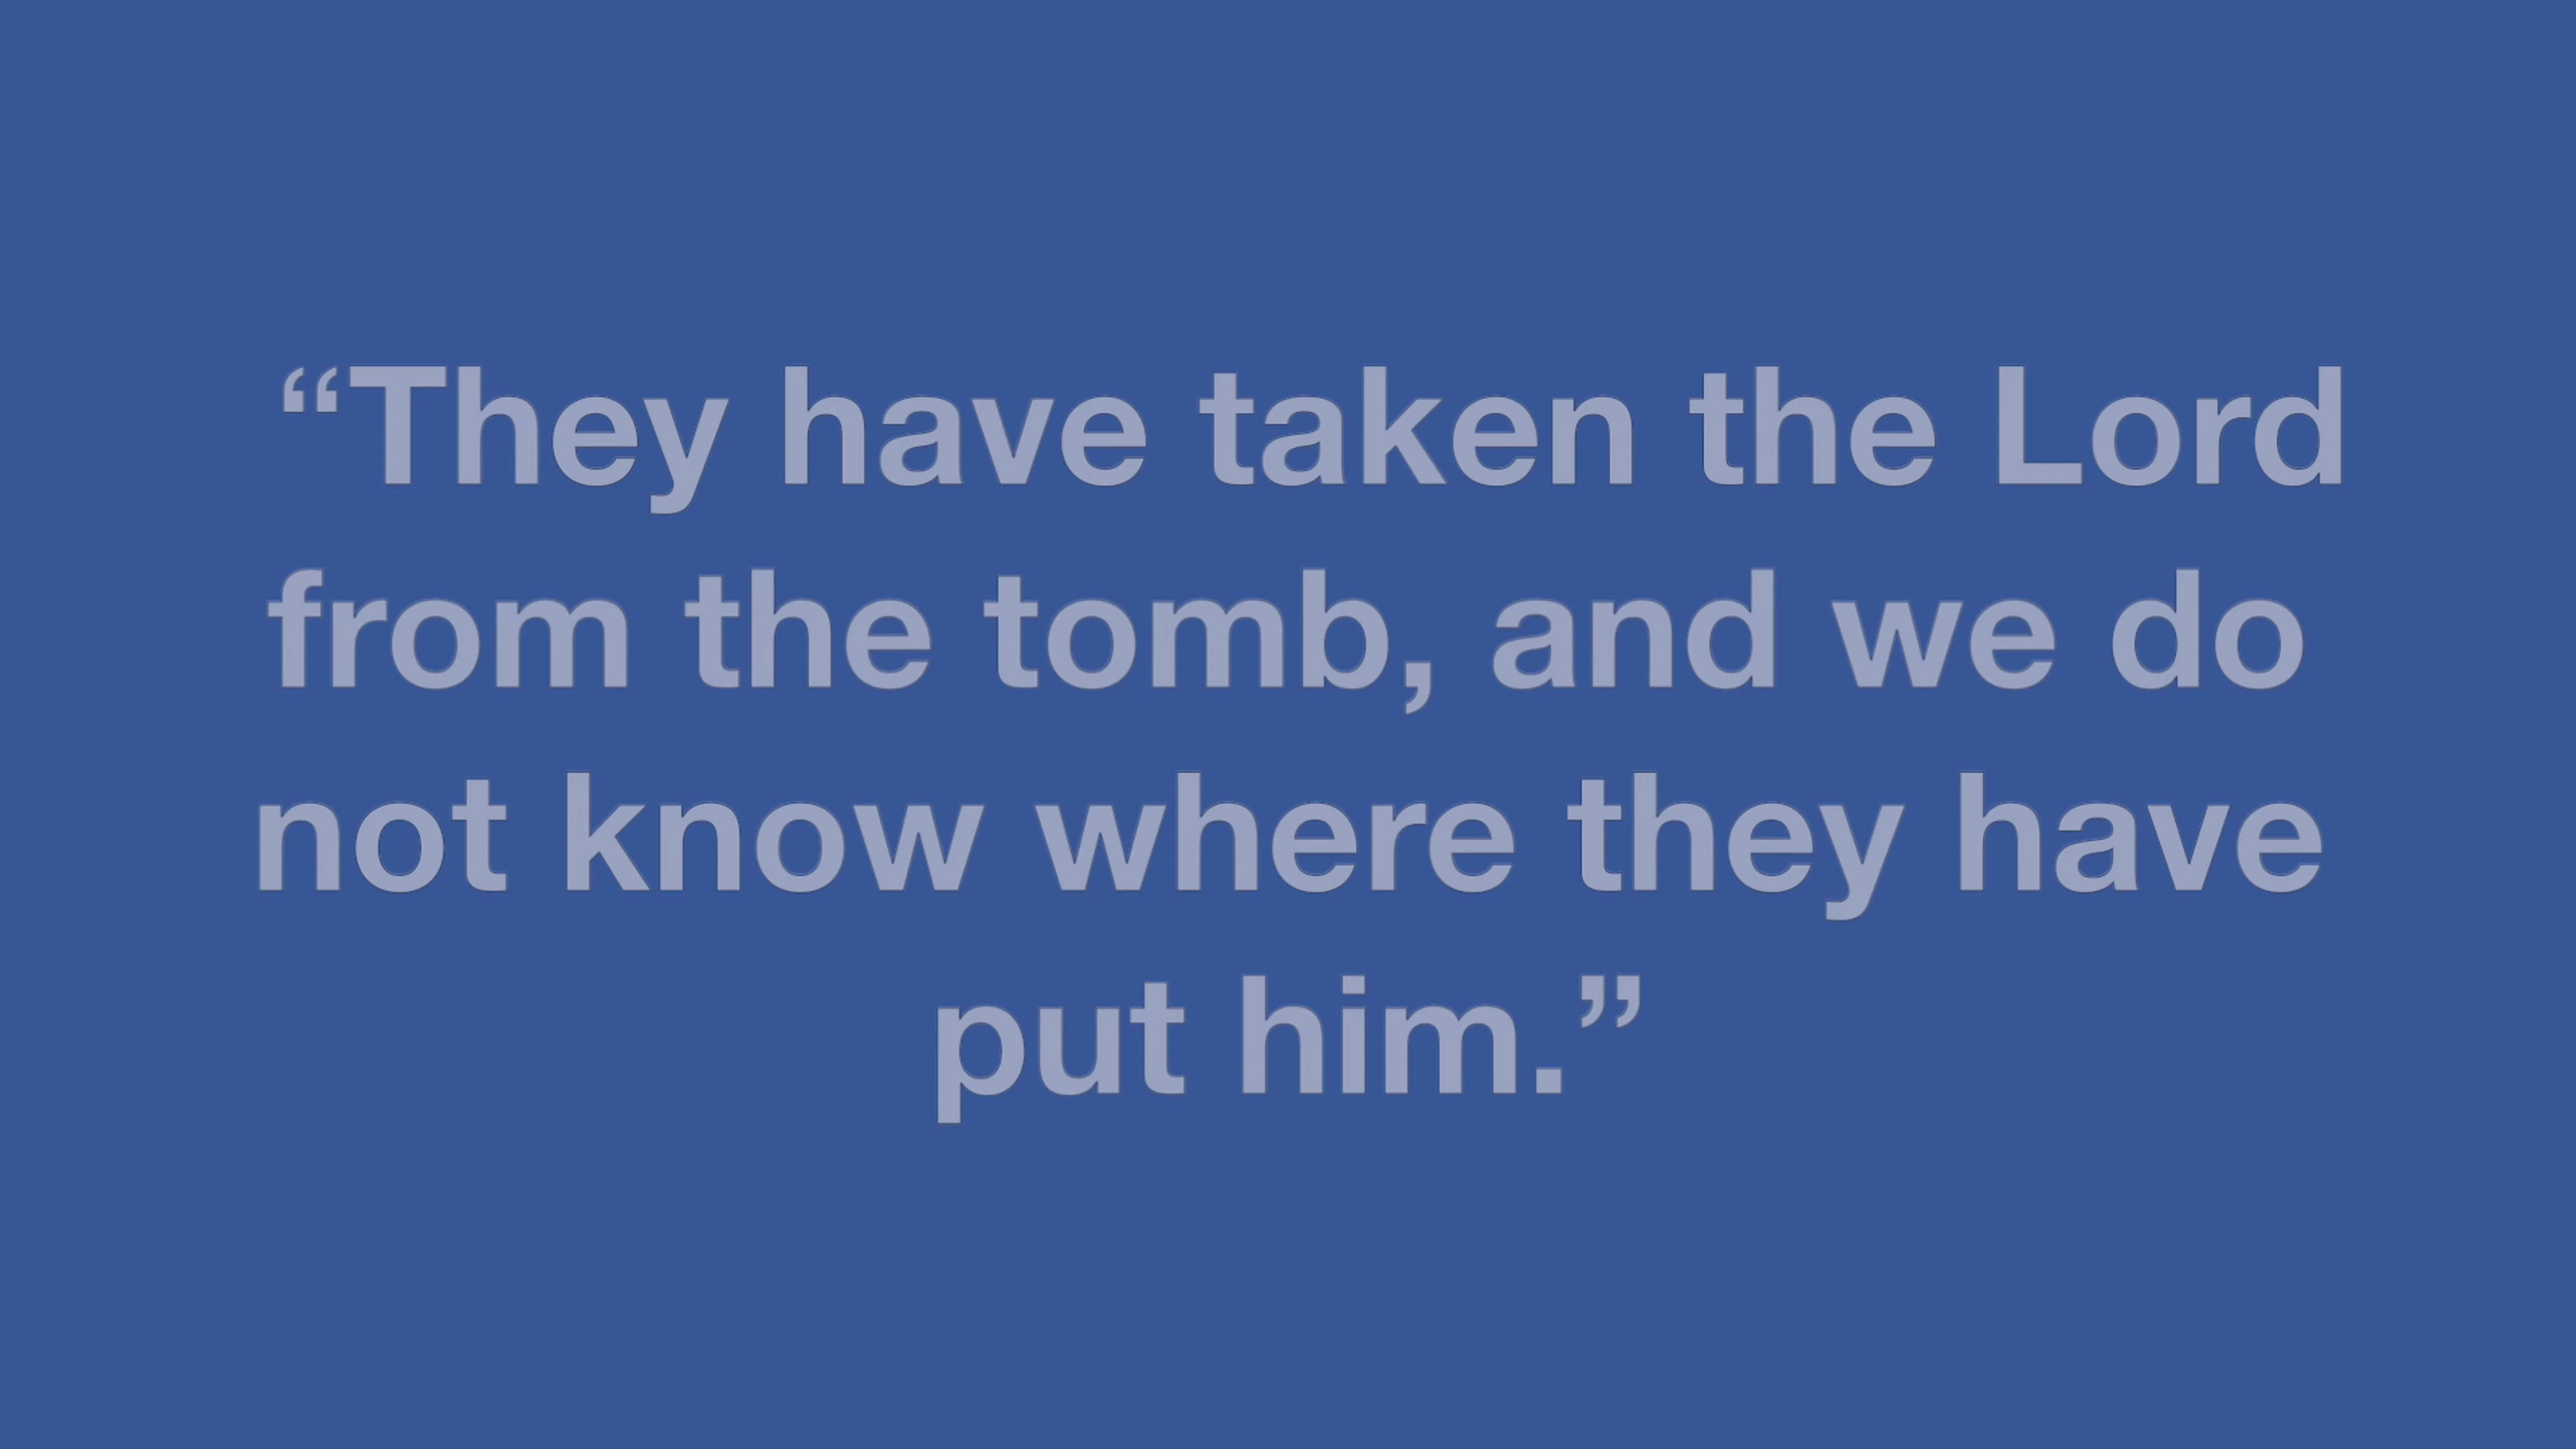 “They have taken the Lord
from the tomb, and we do
not know where they have
put him.”